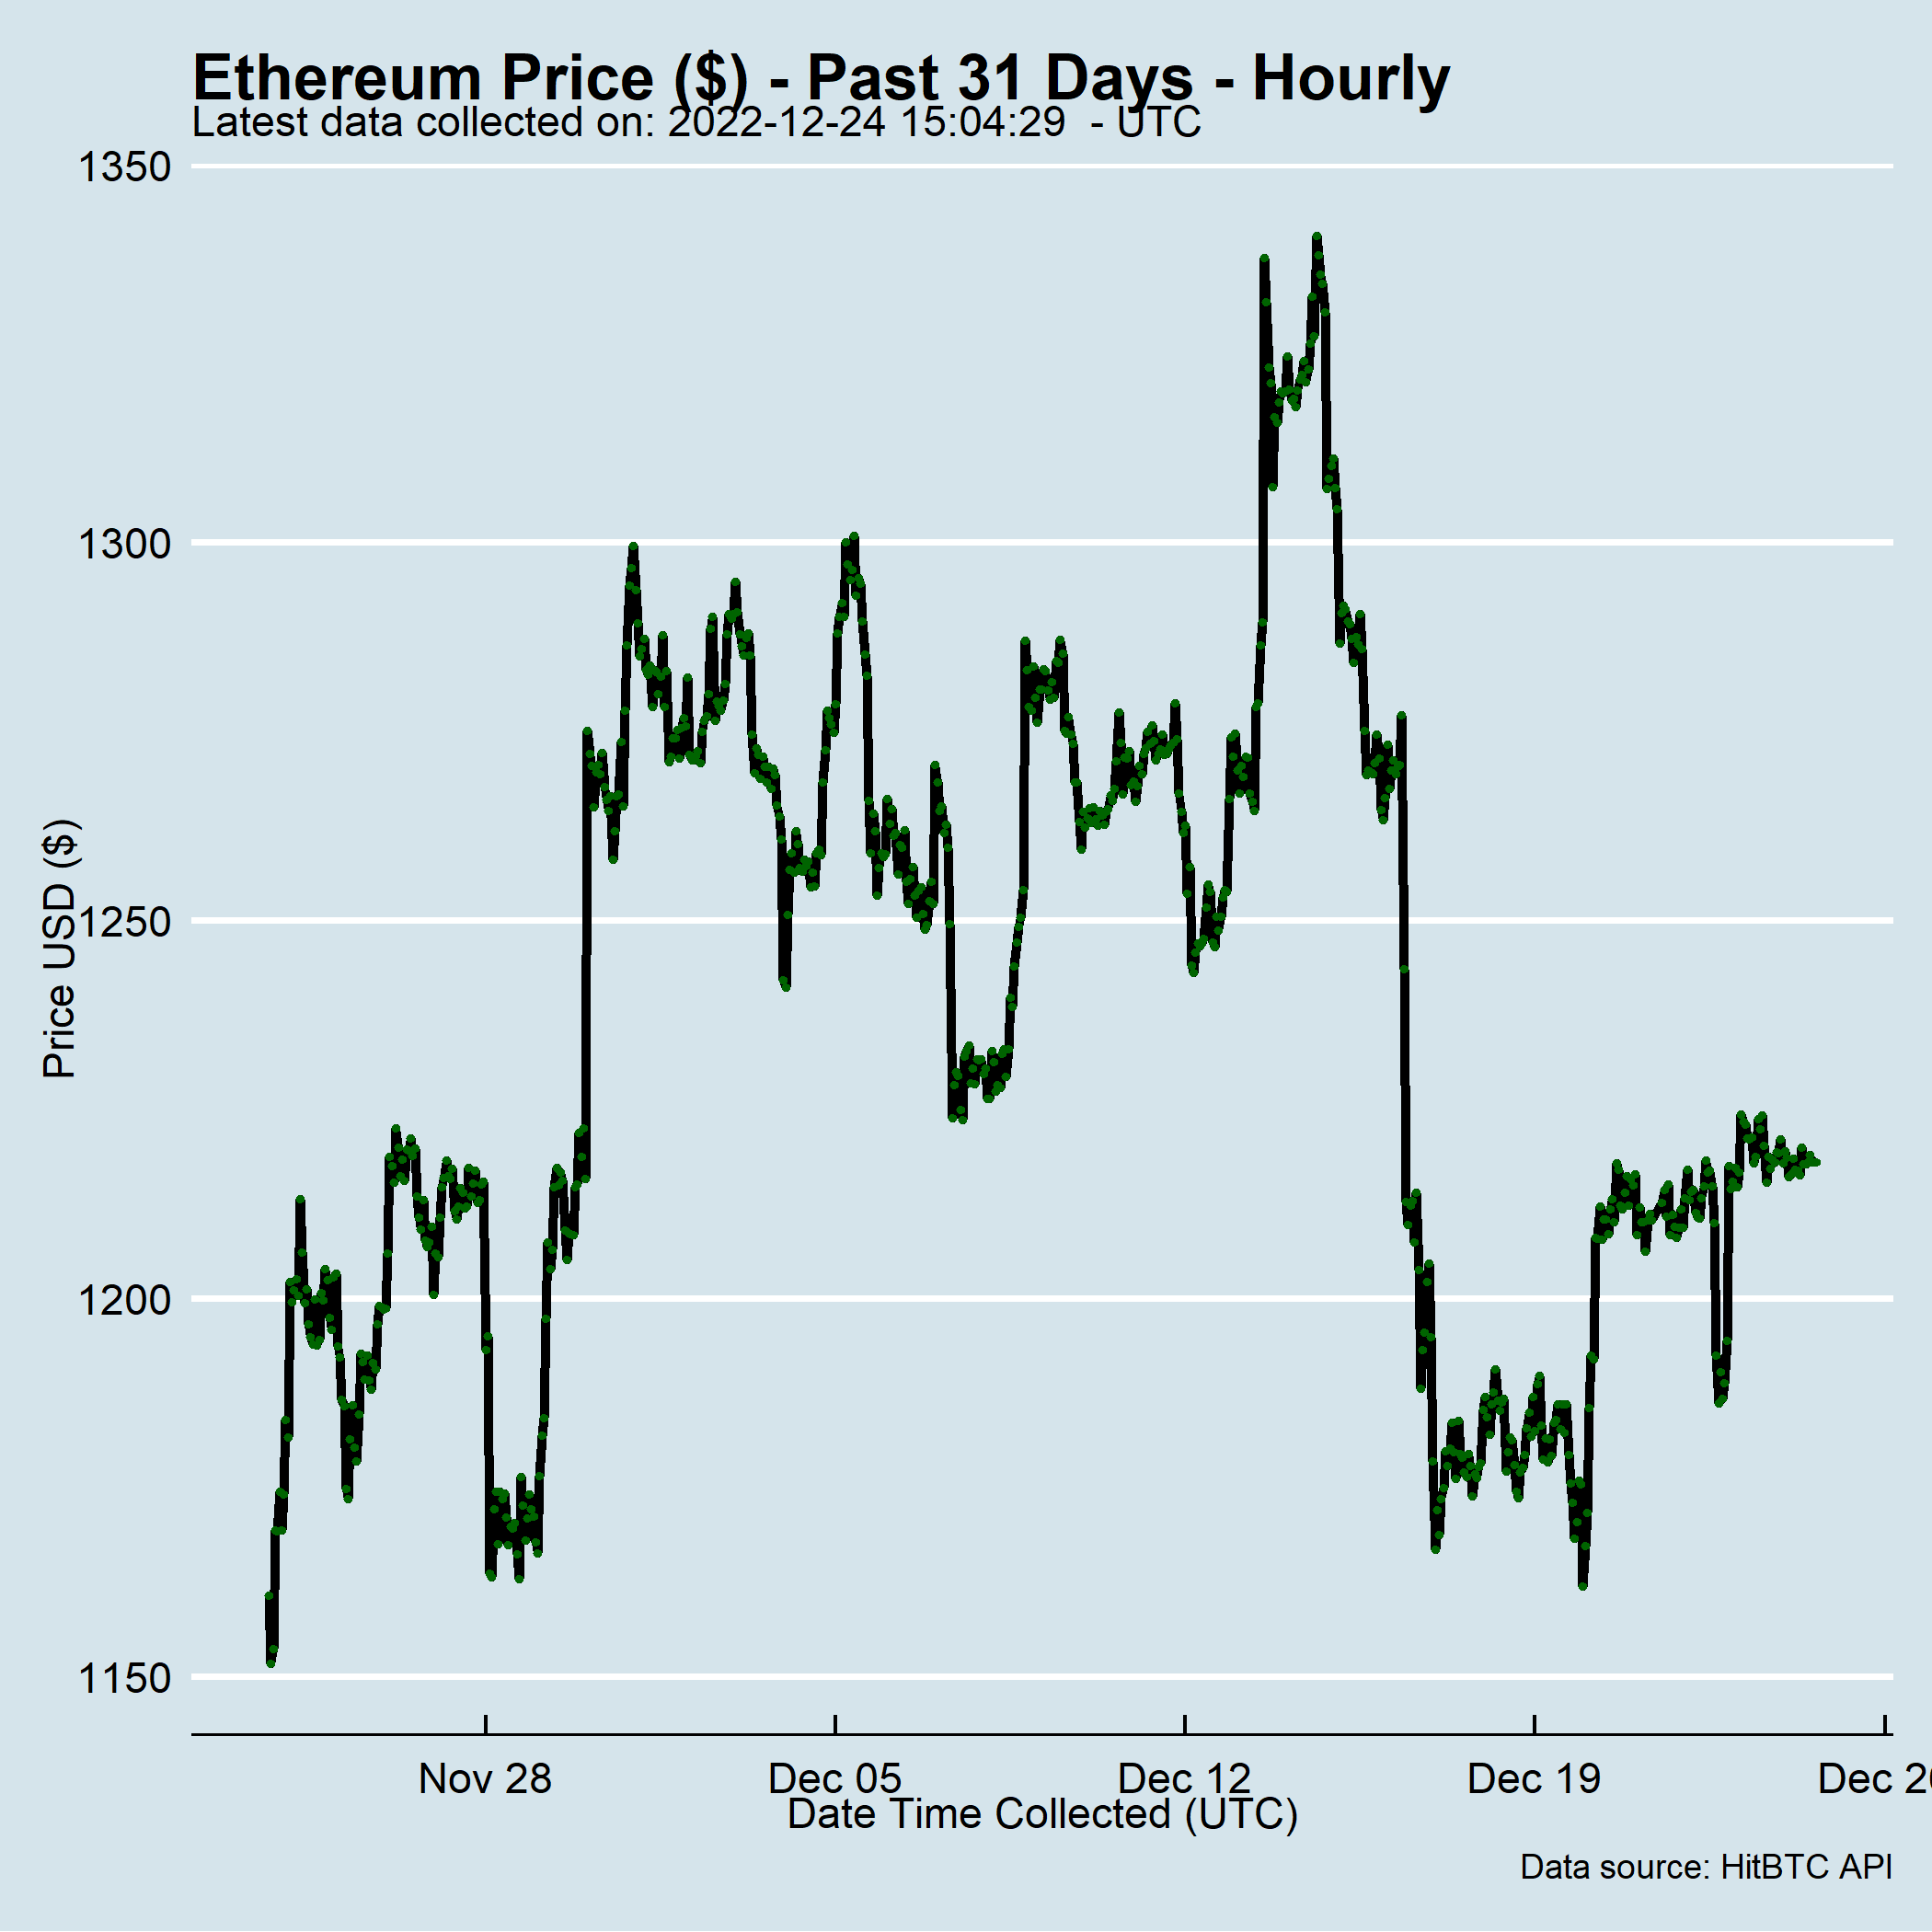 Ethereum Price ($) - Past 31 Days - Hourly
Latest data collected on: 2022-12-24 15:04:29  - UTC
1350
1300
1250
1200
1150
Price USD ($)
Nov 28 Dec 05 Dec 12 Dec 19 Dec
Date Time Collected (UTC)
Data source: HitBTC API